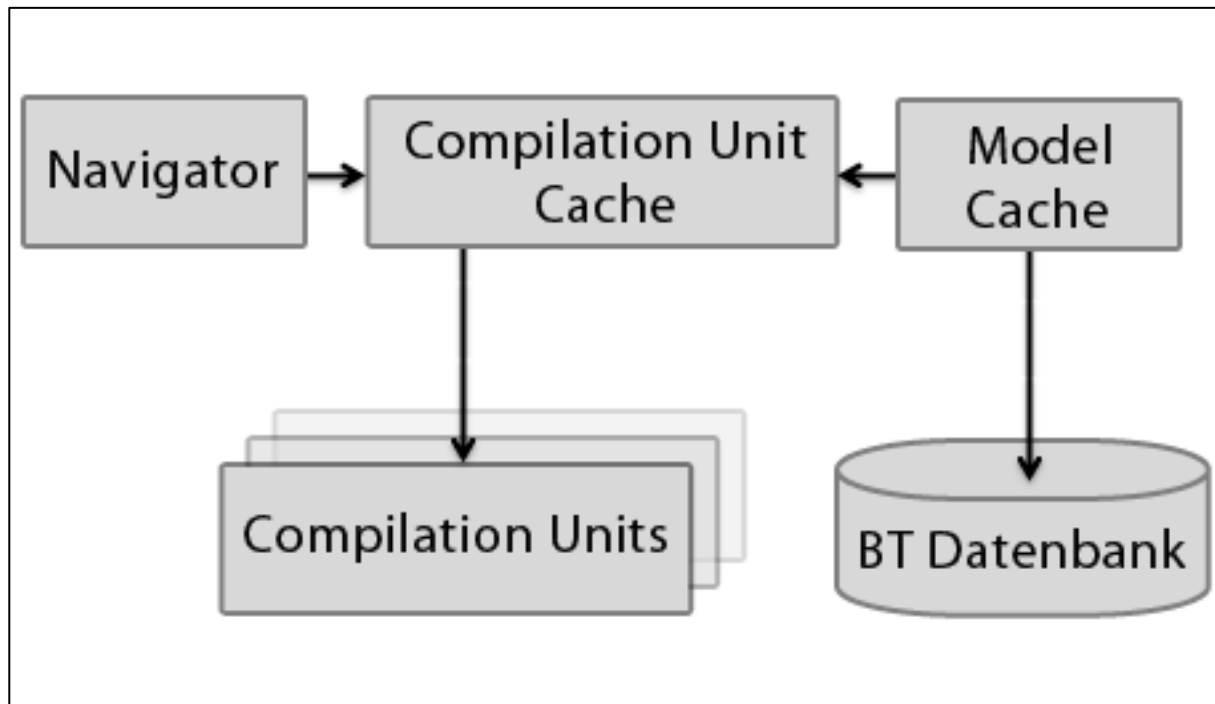 Navigator
Compilation Unit
Cache
Model
Cache
Compilation Units
BT Datenbank